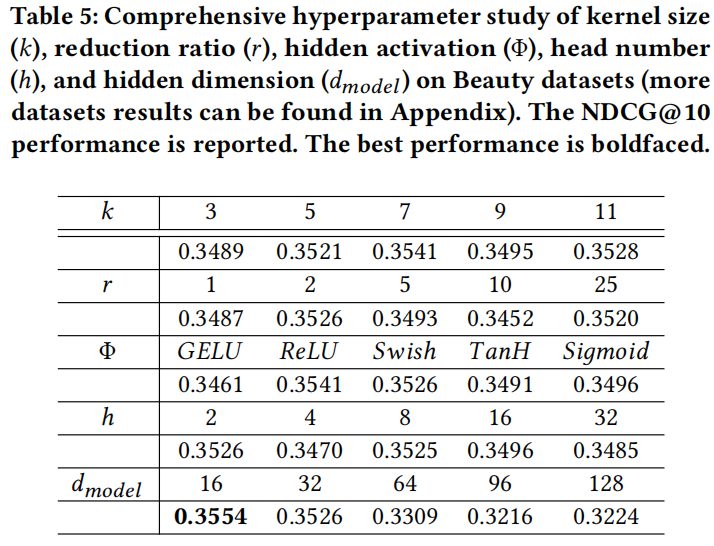 Table 5: Comprehensive hyperparameter study of kernel size
(k), reduction ratio (r), hidden activation (Φ), head number
(h), and hidden dimension (d_model) on Beauty datasets (more
datasets results can be found in Appendix). The NDCG@10
performance is reported. The best performance is boldfaced.
k 3 5 7 9 11
0.3489 0.3521 0.3541 0.3495 0.3528
r 1 2 5 10 25
0.3487 0.3526 0.3493 0.3452 0.3520
Φ GELU ReLU Swish TanH Sigmoid
0.3461 0.3541 0.3526 0.3491 0.3496
h 2 4 8 16 32
0.3526 0.3470 0.3525 0.3496 0.3485
d_model 16 32 64 96 128
0.3554 0.3526 0.3309 0.3216 0.3224